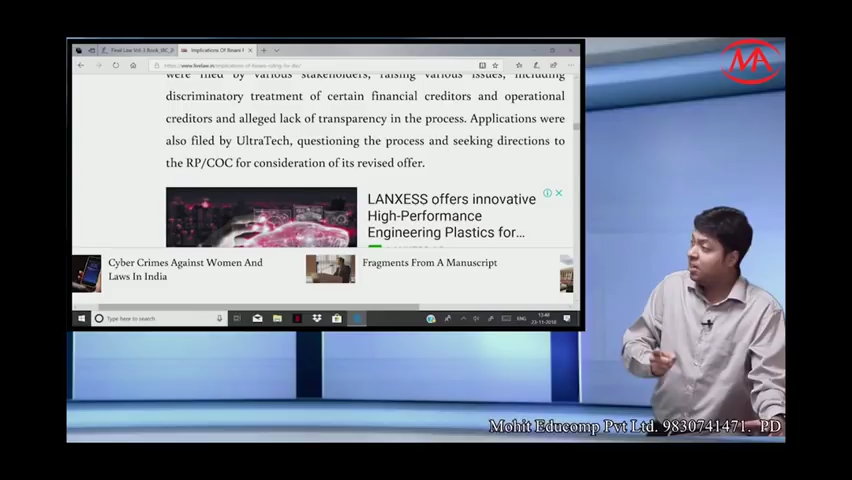 Final Law Vol.3 Book_IBC_
Implications Of Binani R
https://www.livelaw.in/implications-of-binani-ruling-for-ibc/
MA
were filed by various stakeholders, raising various issues, including
discriminatory treatment of certain financial creditors and operational
creditors and alleged lack of transparency in the process. Applications were
also filed by UltraTech, questioning the process and seeking directions to
the RP/COC for consideration of its revised offer.
LANXESS offers innovative
High-Performance
Engineering Plastics for...
Cyber Crimes Against Women And
Laws In India
Fragments From A Manuscript
Type here to search
ENG
13:48
23-11-2018
Mohit Educomp Pvt Ltd. 9830741471. PD